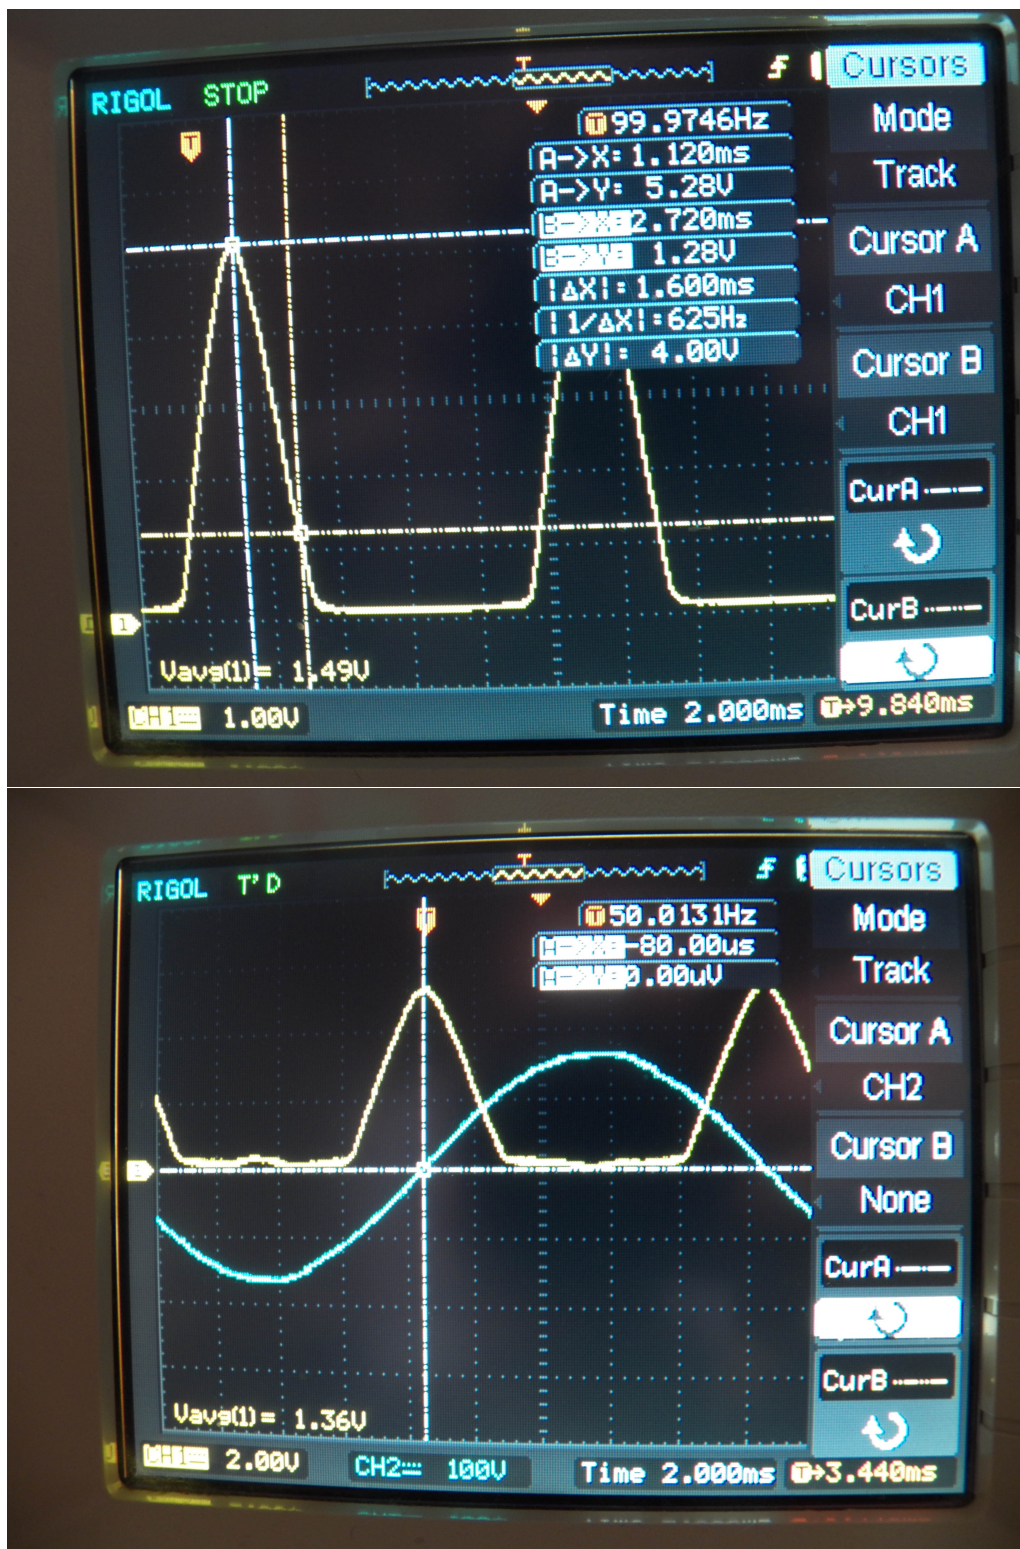 RIGOL STOP
T
Cursors
T 99.9746Hz
Mode
T
A->X: 1.120ms
Track
A->Y: 5.28V
B->X: 2.720ms
Cursor A
B->Y: 1.28V
|ΔX|: 1.600ms
CH1
|1/ΔX|: 625Hz
|ΔY|: 4.00V
Cursor B
CH1
CurA
CurB
1
Vavg(1)= 1.49V
CH1 1.00V Time 2.000ms T→9.840ms
RIGOL T'D
T
Cursors
T 50.0131Hz
Mode
T
A->X: -80.00us
A->Y: 0.00uV
Track
Cursor A
CH2
Cursor B
None
CurA
CurB
Vavg(1)= 1.36V
CH1 2.00V CH2 100V Time 2.000ms T→3.440ms